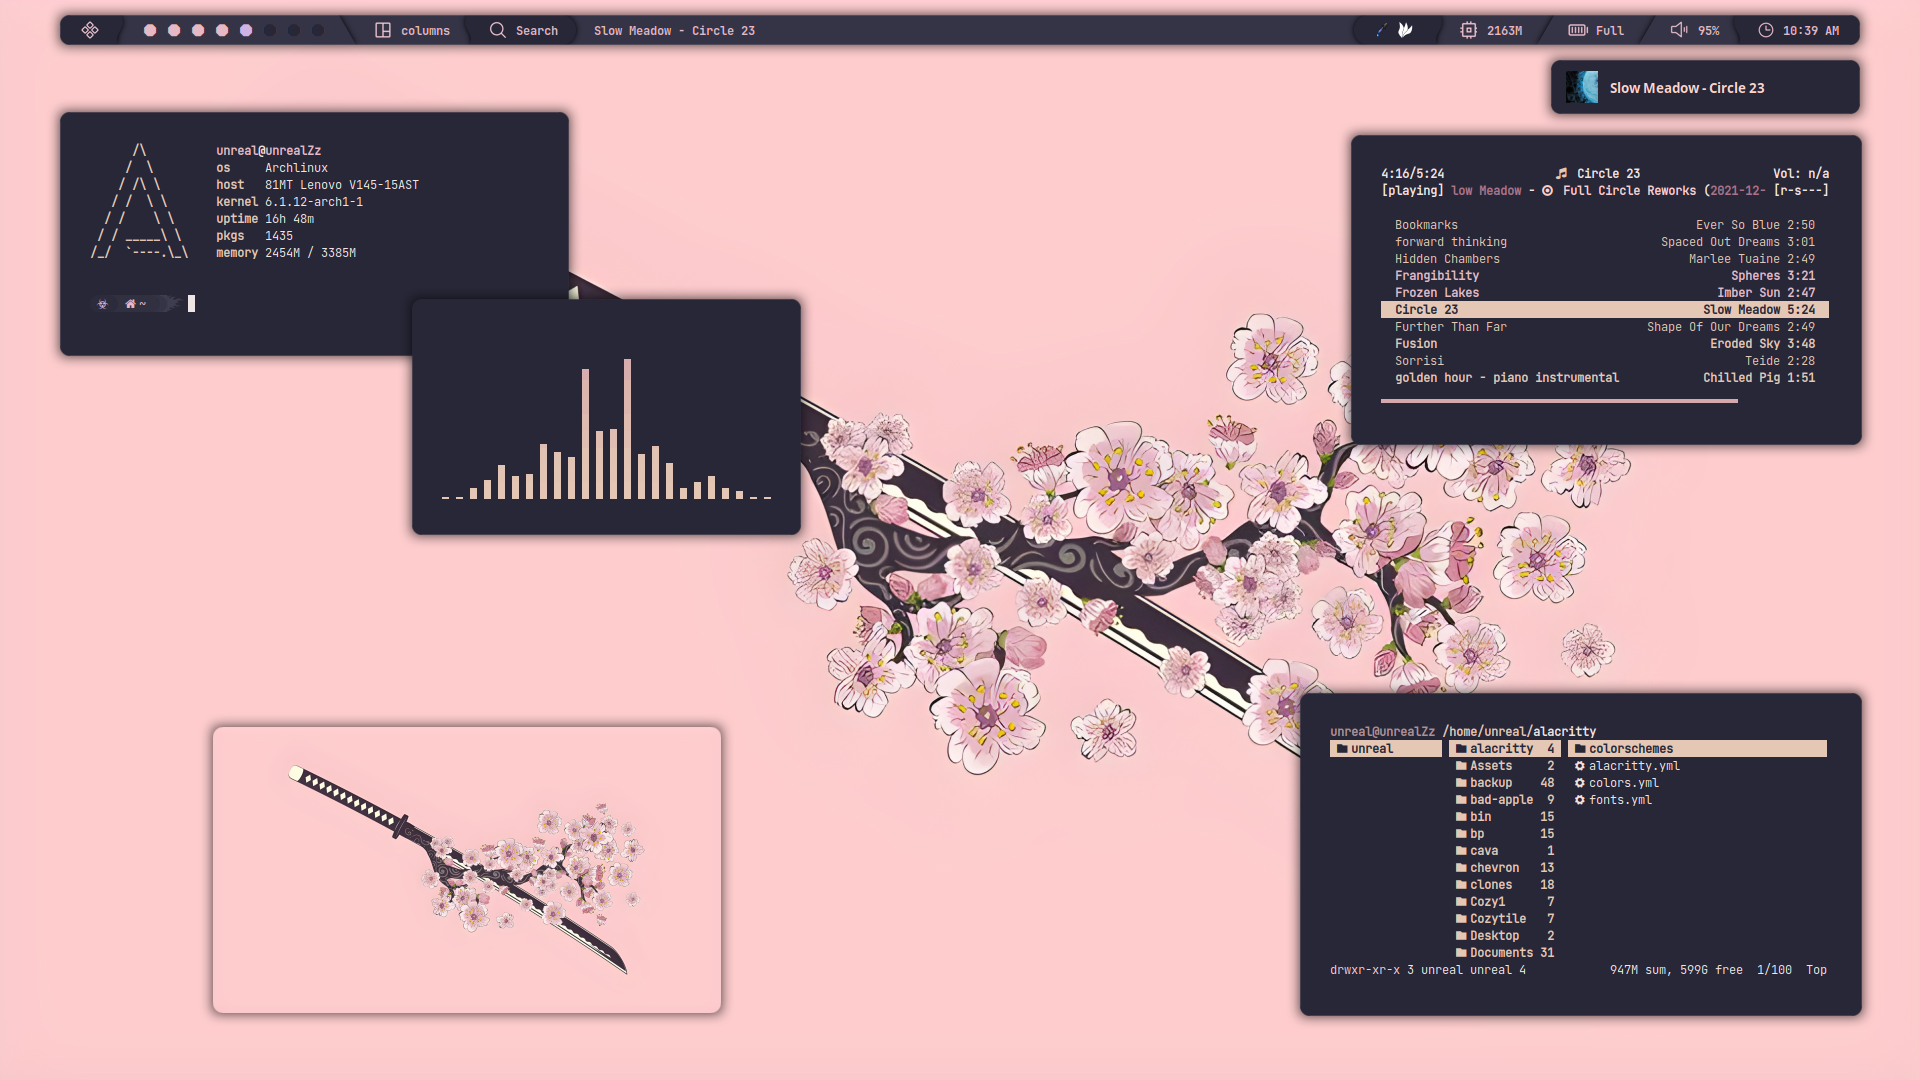 columns
Search
Slow Meadow - Circle 23
2163M
Full
95%
10:39 AM
Slow Meadow - Circle 23
unreal@unrealZz
os Archlinux
host 81MT Lenovo V145-15AST
kernel 6.1.12-arch1-1
uptime 16h 48m
pkgs 1435
memory 2454M / 3385M
~
4:16/5:24 Circle 23 Vol: n/a
[playing] low Meadow - Full Circle Reworks (2021-12- [r-s---]
Bookmarks Ever So Blue 2:50
forward thinking Spaced Out Dreams 3:01
Hidden Chambers Marlee Tuaine 2:49
Frangibility Spheres 3:21
Frozen Lakes Imber Sun 2:47
Circle 23 Slow Meadow 5:24
Further Than Far Shape Of Our Dreams 2:49
Fusion Eroded Sky 3:48
Sorrisi Teide 2:28
golden hour - piano instrumental Chilled Pig 1:51
unreal@unrealZz /home/unreal/alacritty
unreal alacritty 4 colorschemes
Assets 2 alacritty.yml
backup 48 colors.yml
bad-apple 9 fonts.yml
bin 15
bp 15
cava 1
chevron 13
clones 18
Cozy1 7
Cozytile 7
Desktop 2
Documents 31
drwxr-xr-x 3 unreal unreal 4 947M sum, 599G free 1/100 Top